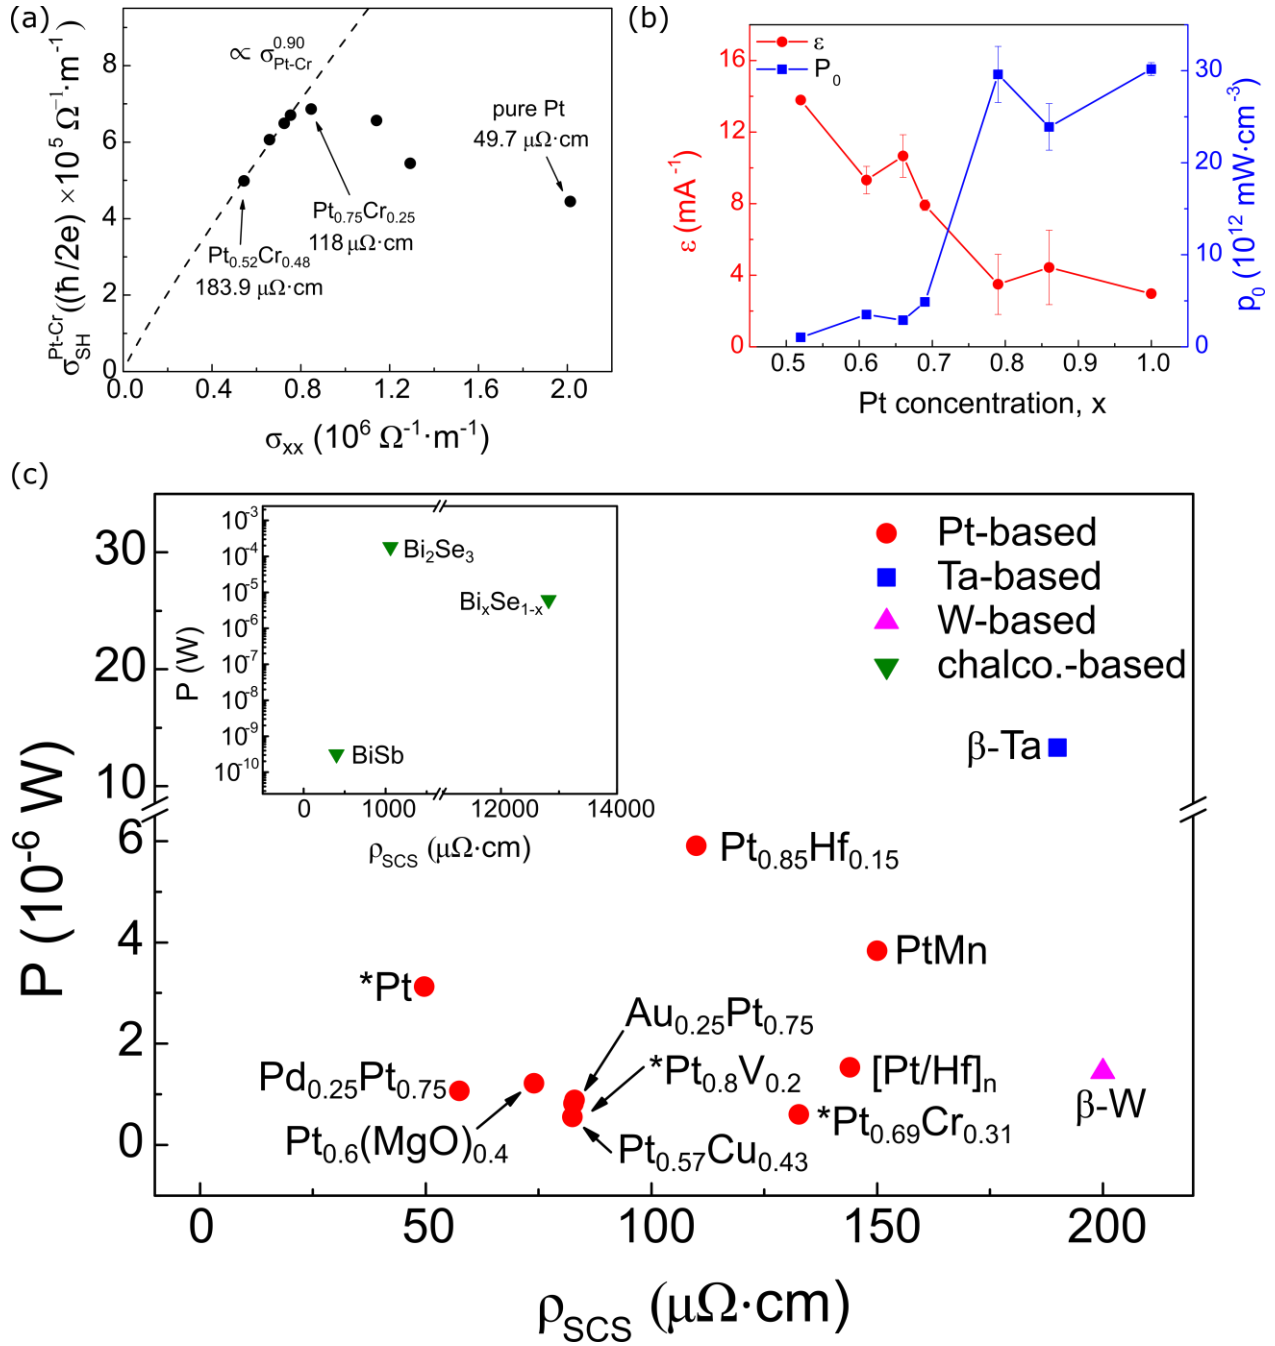 (a)
∝ σ^0.90_Pt-Cr
pure Pt
49.7 μΩ·cm
Pt0.75Cr0.25
118 μΩ·cm
Pt0.52Cr0.48
183.9 μΩ·cm
σ^Pt-Cr_SH((ħ/2e) ×10^5 Ω^-1·m^-1)
8
6
4
2
0
0.0 0.4 0.8 1.2 1.6 2.0
σxx (10^6 Ω^-1·m^-1)
(b)
ε
P0
ε (mA^-1)
16
12
8
4
0
30
20
30
10
0
p0 (10^12 mW·cm^-3)
0.5 0.6 0.7 0.8 0.9 1.0
Pt concentration, x
(c)
P (10^-6 W)
30
20
10
6
4
2
0
P (W)
10^-3
10^-4
10^-5
10^-6
10^-7
10^-8
10^-9
10^-10
Bi2Se3
BixSe1-x
BiSb
0 1000 12000 14000
ρSCS (μΩ·cm)
Pt-based
Ta-based
W-based
chalco.-based
β-Ta
Pt0.85Hf0.15
PtMn
*Pt
Au0.25Pt0.75
Pd0.25Pt0.75
*Pt0.8V0.2
[Pt/Hf]n
β-W
*Pt0.69Cr0.31
Pt0.6(MgO)0.4
Pt0.57Cu0.43
0 50 100 150 200
ρSCS (μΩ·cm)